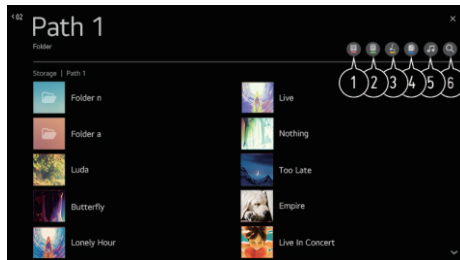 02
Path 1
Folder
1 2 3 4 5 6
Storage | Path 1
Folder n
Live
Folder a
Nothing
Luda
Too Late
Butterfly
Empire
Lonely Hour
Live In Concert